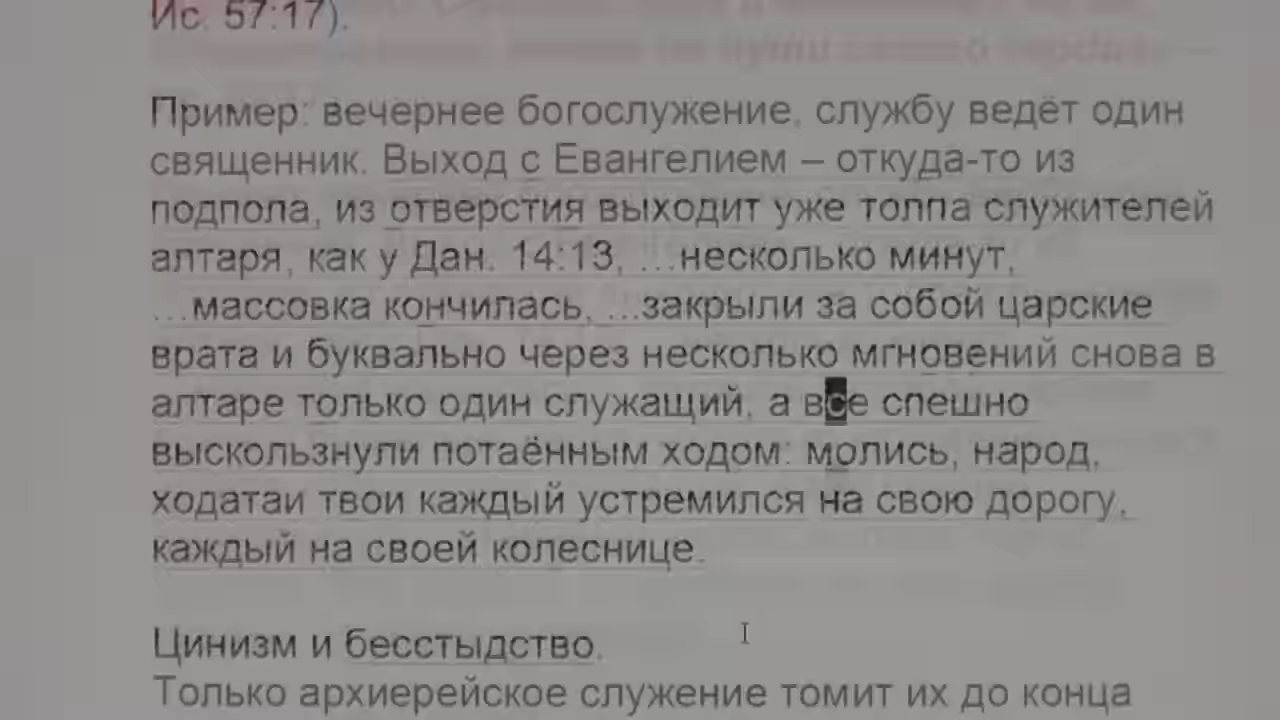 Ис. 57:17).
Пример: вечернее богослужение, службу ведёт один
священник. Выход с Евангелием – откуда-то из
подпола, из отверстия выходит уже толпа служителей
алтаря, как у Дан. 14:13, ...несколько минут,
...массовка кончилась, ...закрыли за собой царские
врата и буквально через несколько мгновений снова в
алтаре только один служащий, а все спешно
выскользнули потаённым ходом: молись, народ,
ходатаи твои каждый устремился на свою дорогу,
каждый на своей колеснице.
Цинизм и бесстыдство.
Только архиерейское служение томит их до конца